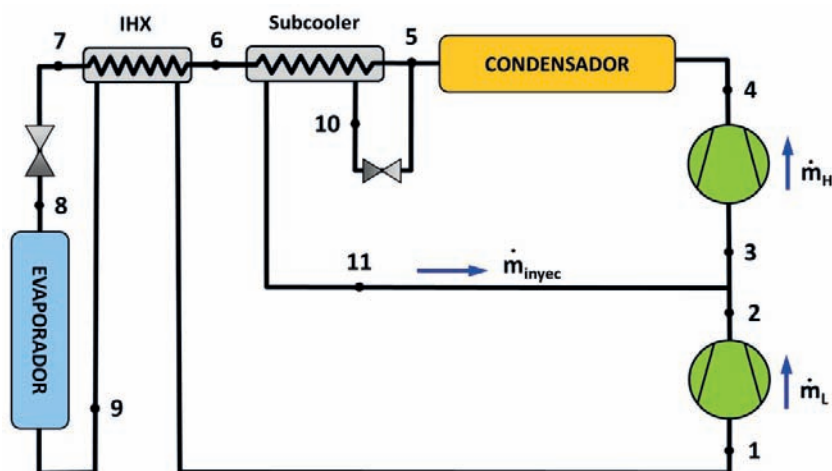 IHX
Subcooler
7
6
5
CONDENSADOR
4
10
ṁH
8
EVAPORADOR
11
ṁinyec
3
2
9
ṁL
1